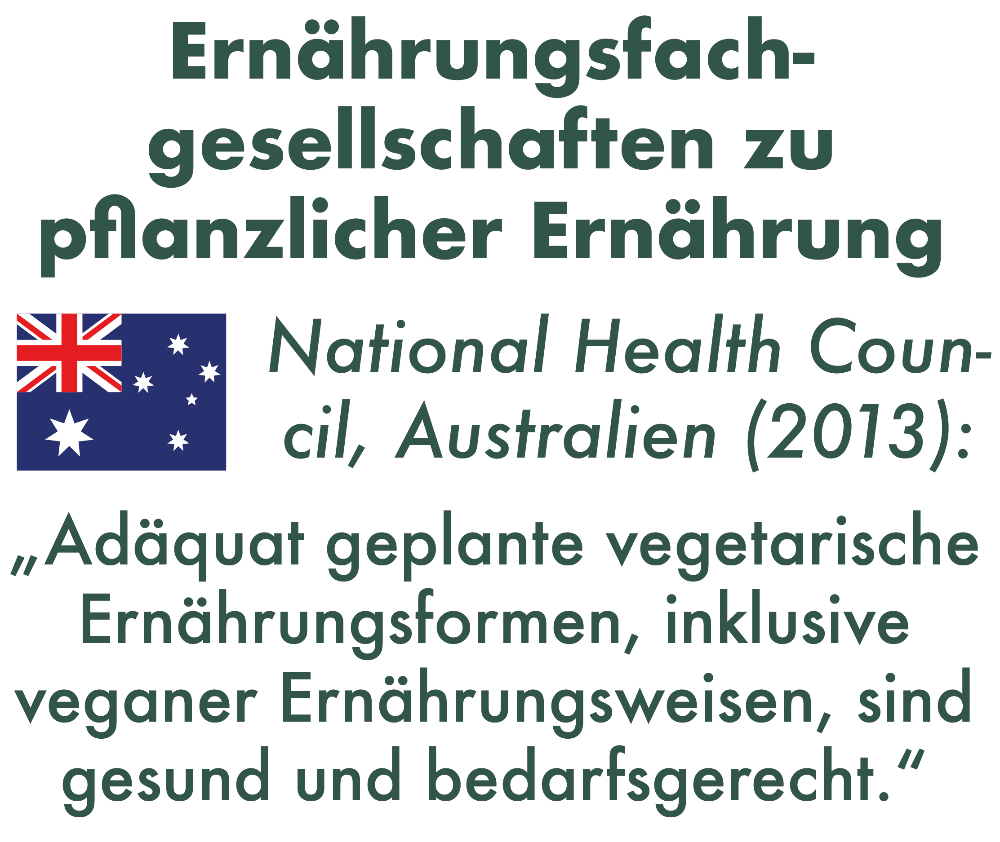 Ernährungsfach-
gesellschaften zu
pflanzlicher Ernährung
National Health Coun-
cil, Australien (2013):
„Adäquat geplante vegetarische
Ernährungsformen, inklusive
veganer Ernährungsweisen, sind
gesund und bedarfsgerecht.“